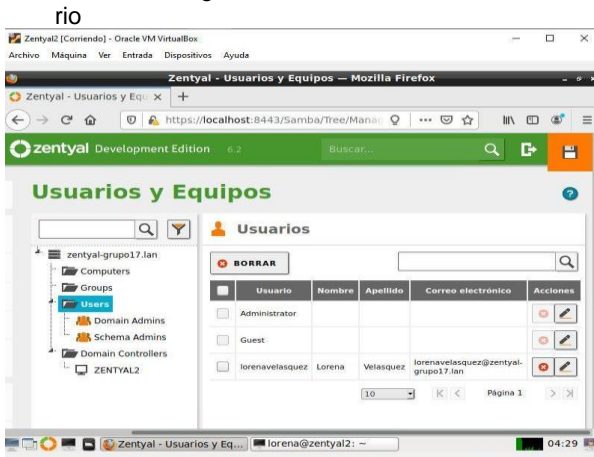 rio
Zentyal2 [Corriendo] - Oracle VM VirtualBox
Archivo Máquina Ver Entrada Dispositivos Ayuda
Zentyal - Usuarios y Equipos — Mozilla Firefox
Zentyal - Usuarios y Equ
https://localhost:8443/Samba/Tree/Mana
zentyal Development Edition 6.2 Buscar...
Usuarios y Equipos
zentyal-grupo17.lan
Computers
Groups
Users
Domain Admins
Schema Admins
Domain Controllers
ZENTYAL2
Usuarios
BORRAR
Usuario Nombre Apellido Correo electrónico Acciones
Administrator
Guest
lorenavelasquez Lorena Velasquez lorenavelasquez@zentyal-
grupo17.lan
10 Página 1
Zentyal - Usuarios y Eq... lorena@zentyal2: ~ 04:29